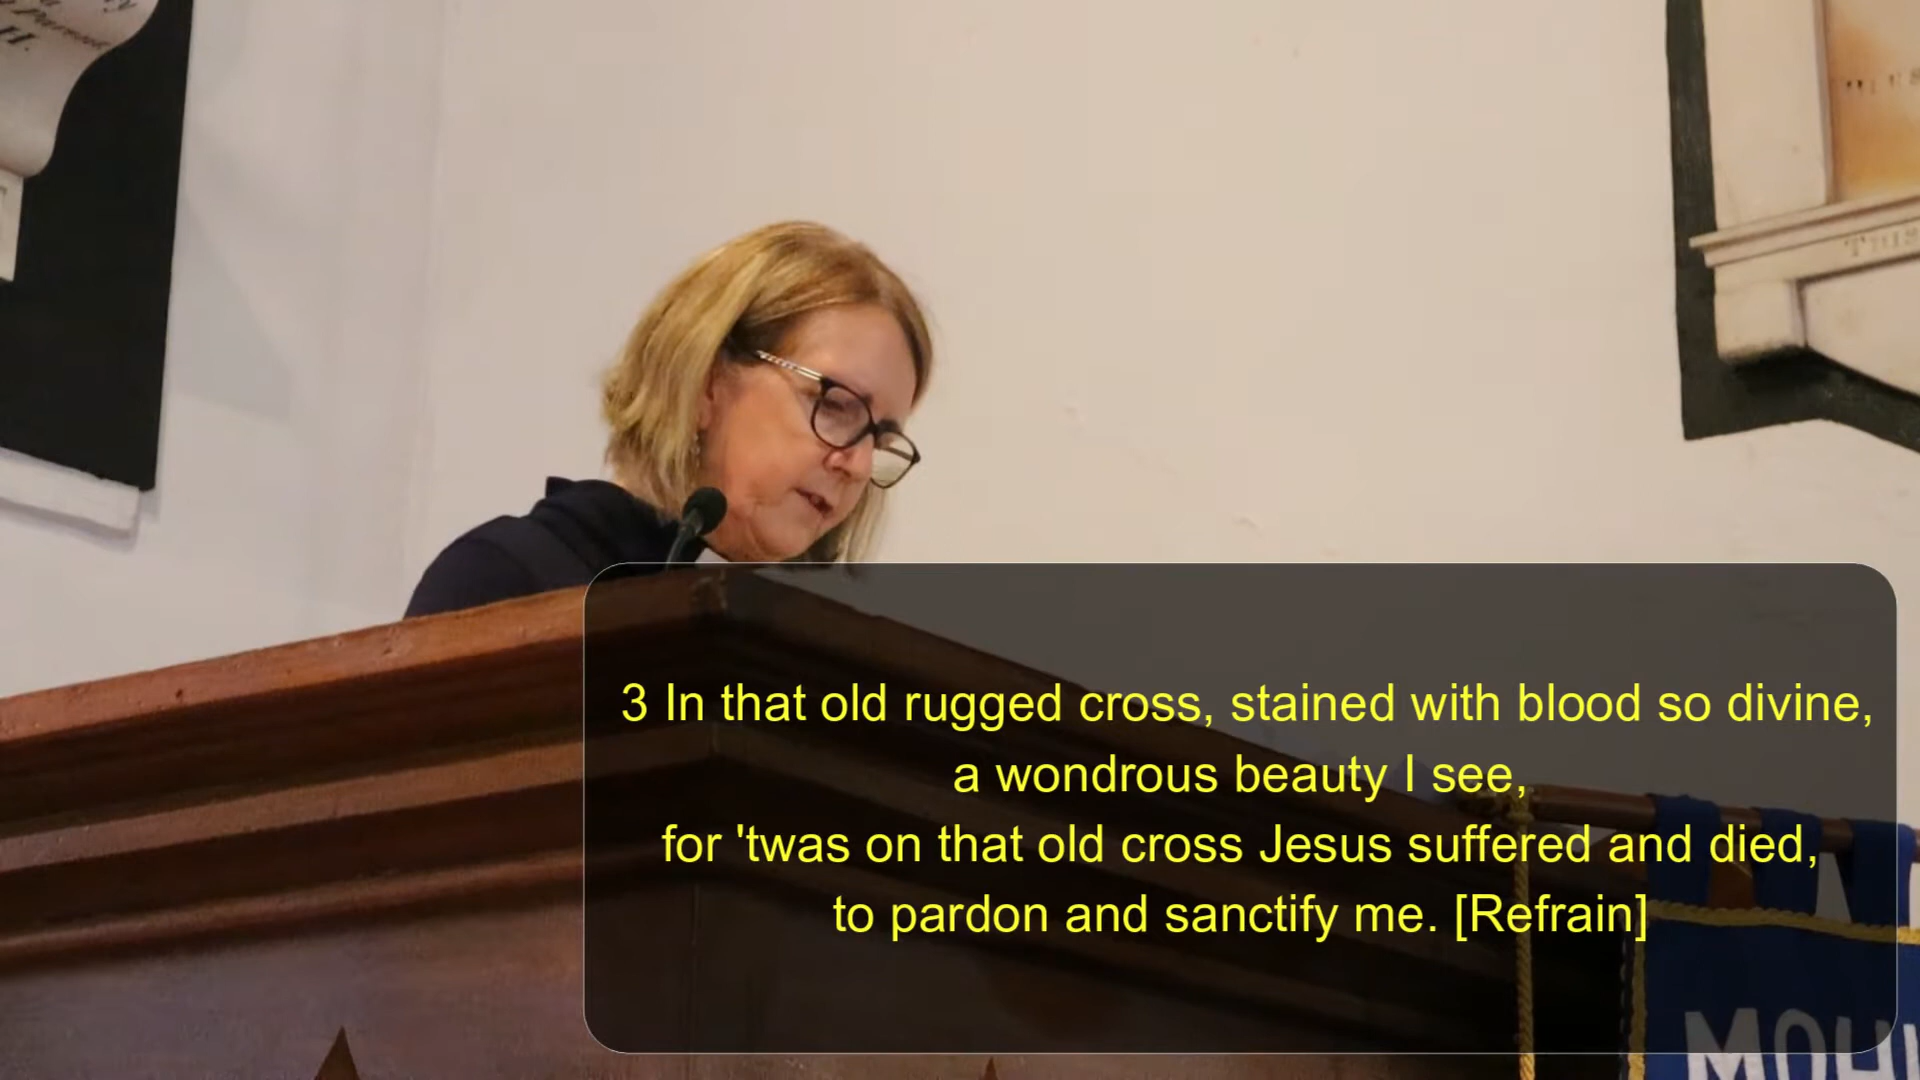 H.
THIS
3 In that old rugged cross, stained with blood so divine,
a wondrous beauty I see,
for 'twas on that old cross Jesus suffered and died,
to pardon and sanctify me. [Refrain]